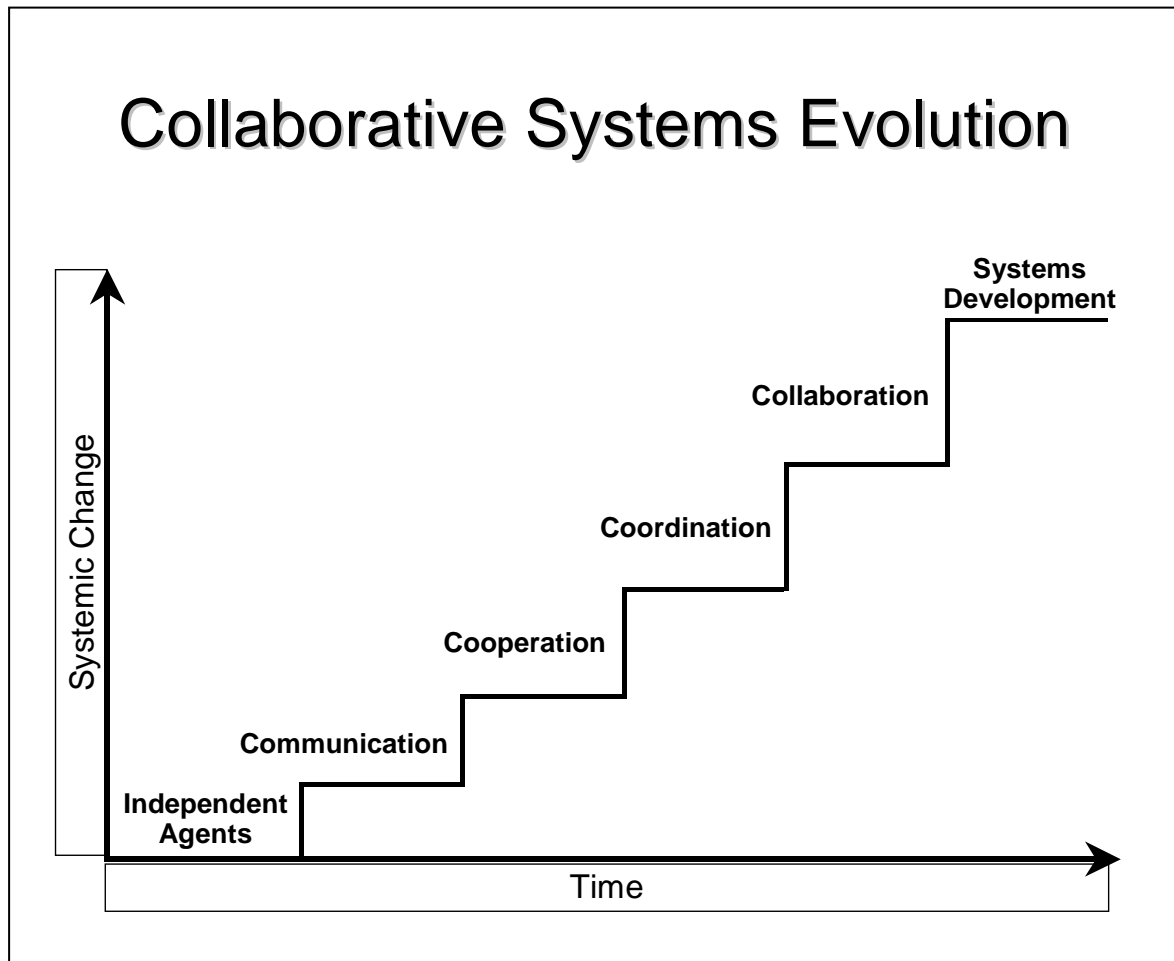 Collaborative Systems Evolution
Systems
Development
Collaboration
Coordination
Cooperation
Communication
Independent
Agents
Systemic Change
Time